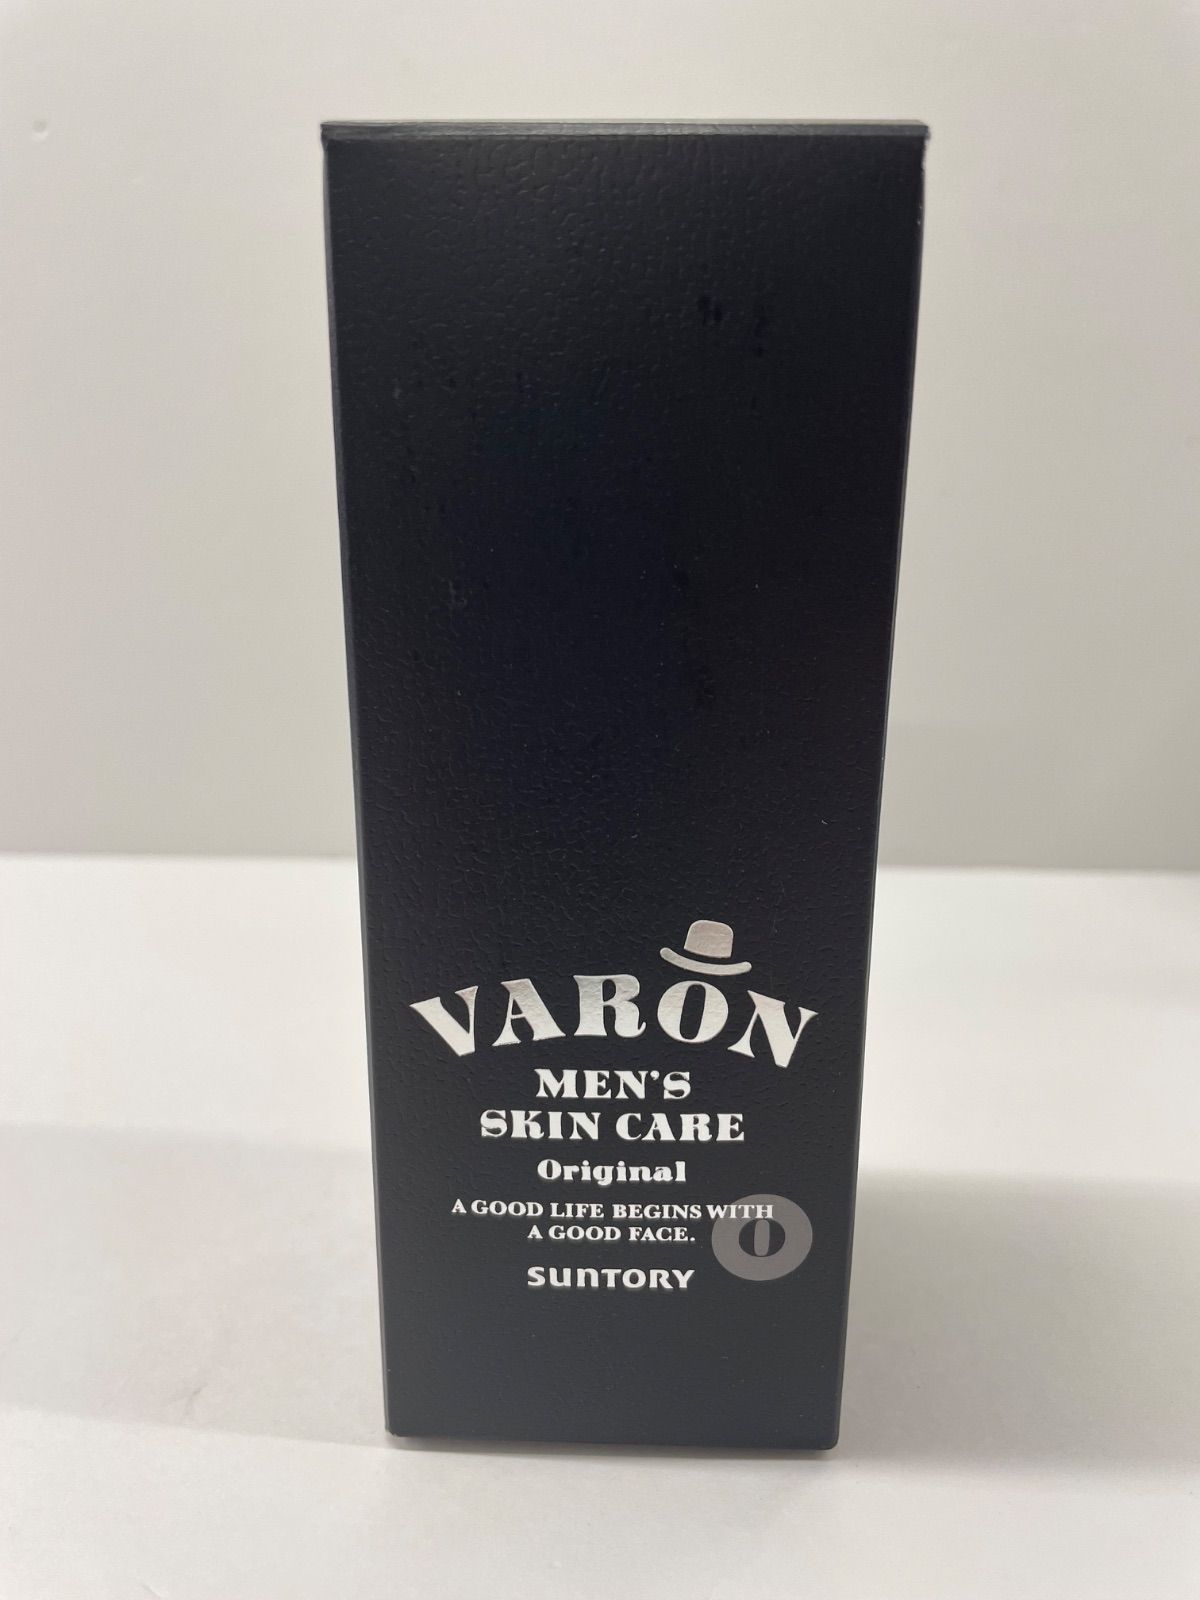 VARON
MEN'S
SKIN CARE
Original
A GOOD LIFE BEGINS WITH
A GOOD FACE.
O
SUNTORY